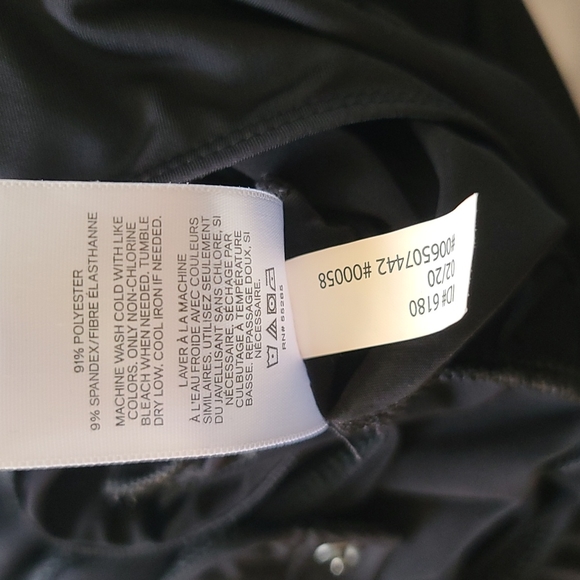 91% POLYESTER
9% SPANDEX/FIBRE ÉLASTHANNE
MACHINE WASH COLD WITH LIKE
COLORS. ONLY NON-CHLORINE
BLEACH WHEN NEEDED. TUMBLE
DRY LOW. COOL IRON IF NEEDED.
LAVER À LA MACHINE
À L'EAU FROIDE AVEC COULEURS
SIMILAIRES, UTILISEZ SEULEMENT
DU JAVELLISANT SANS CHLORE, SI
NÉCESSAIRE, SÉCHAGE PAR
CULBUTAGE À TEMPÉRATURE
BASSE. REPASSAGE DOUX, SI
NÉCESSAIRE.
RN# 55285
ID# 6180
02/20
#006507442 #00058